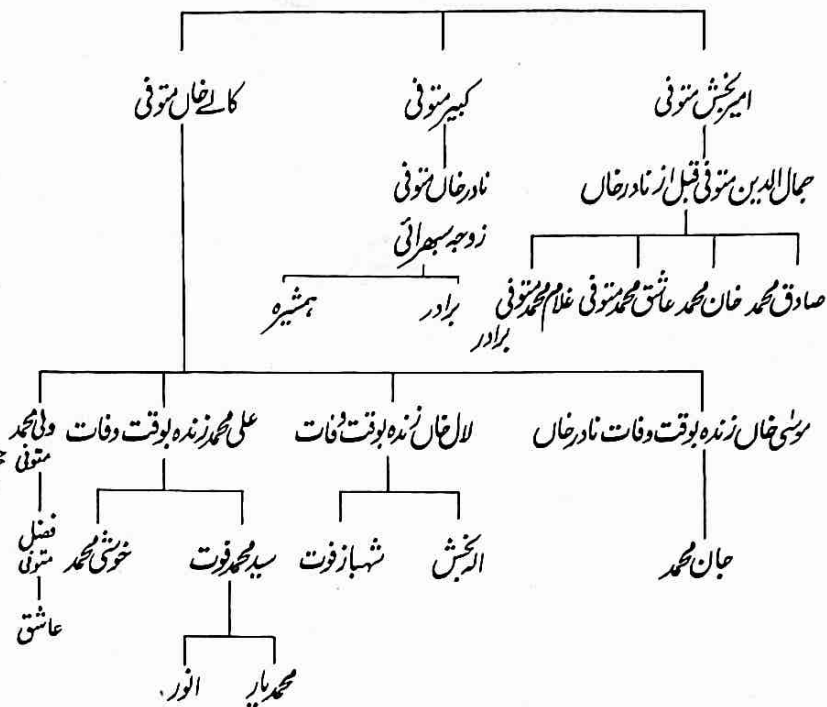 امیر بخش متوفی کبیر متوفی کالے خاں متوفی
جمال الدین متوفی قبل از نادر خاں نادر خاں متوفی
زوجہ سبھرائی
صادق محمد خان محمد عاشق محمد متوفی غلام محمد متوفی برادر ہمشیرہ
برادر
موسٰی خاں زندہ بوقت وفات نادر خاں لال خاں زندہ بوقت وفات علی محمد زندہ بوقت وفات ولی محمد
متوفی
جان محمد الہ بخش شہباز فوت سید محمد فوت خوشی محمد فضل
متوفی
عاشق
محمد یار انور.